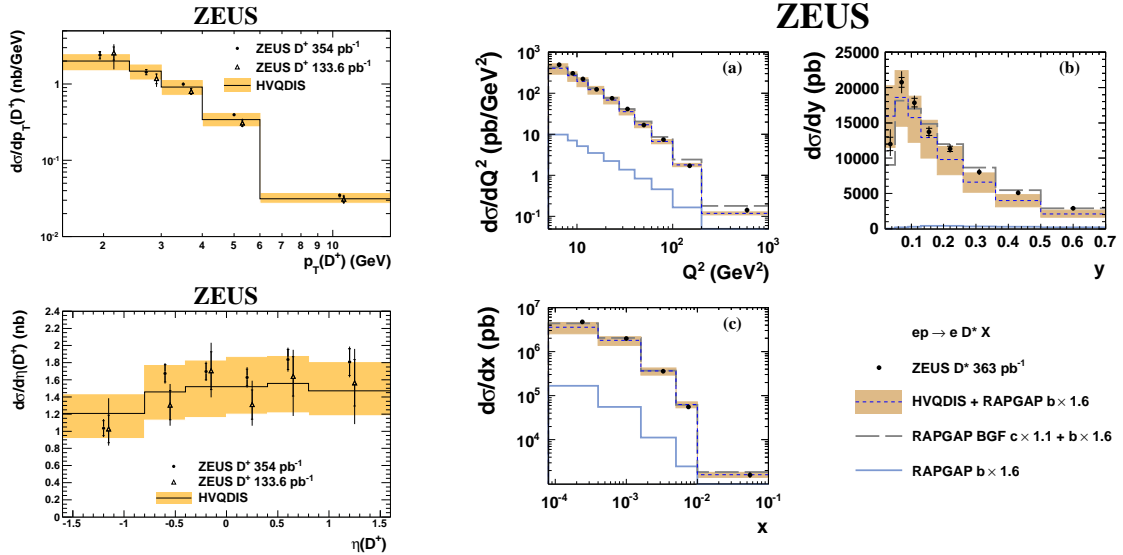 ZEUS
dσ/dp_T(D⁺) (nb/GeV)
1
10⁻¹
10⁻²
ZEUS D⁺ 354 pb⁻¹
ZEUS D⁺ 133.6 pb⁻¹
HVQDIS
2 3 4 5 6 7 8 9 10
p_T(D⁺) (GeV)
ZEUS
dσ/dη(D⁺) (nb)
2.4
2.2
2
1.8
1.6
1.4
1.2
1
0.8
0.6
0.4
0.2
0
ZEUS D⁺ 354 pb⁻¹
ZEUS D⁺ 133.6 pb⁻¹
HVQDIS
-1.5 -1 -0.5 0 0.5 1 1.5
η(D⁺)
ZEUS
dσ/dQ² (pb/GeV²)
10³
10²
10
1
10⁻¹
(a)
10 10² 10³
Q² (GeV²)
dσ/dy (pb)
25000
20000
15000
10000
5000
0
(b)
0.1 0.2 0.3 0.4 0.5 0.6 0.7
y
dσ/dx (pb)
10⁷
10⁶
10⁵
10⁴
(c)
10⁻⁴ 10⁻³ 10⁻² 10⁻¹
x
ep → e D* X
ZEUS D* 363 pb⁻¹
HVQDIS + RAPGAP b × 1.6
RAPGAP BGF c × 1.1 + b × 1.6
RAPGAP b × 1.6